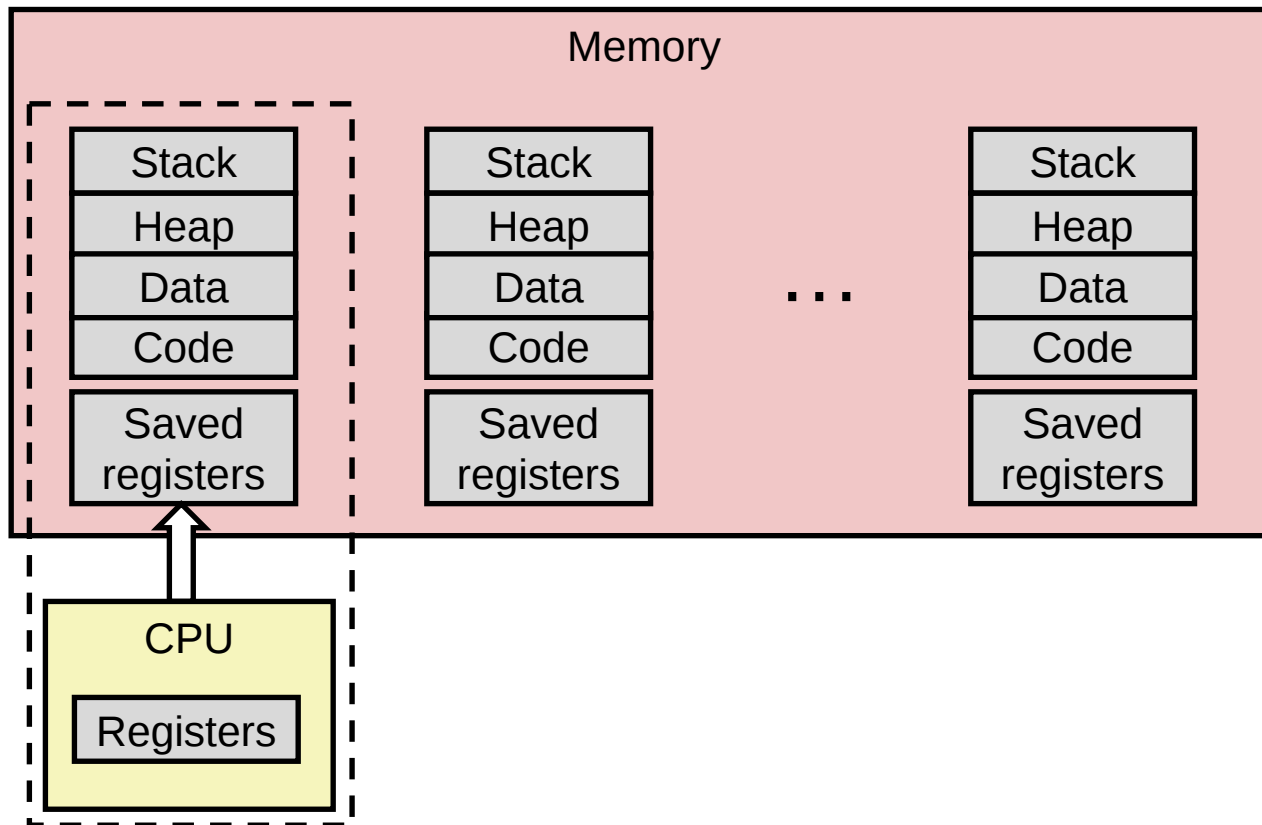 Memory
Stack
Heap
Data
Code
Saved
registers
Stack
Heap
Data
Code
Saved
registers
...
Stack
Heap
Data
Code
Saved
registers
CPU
Registers